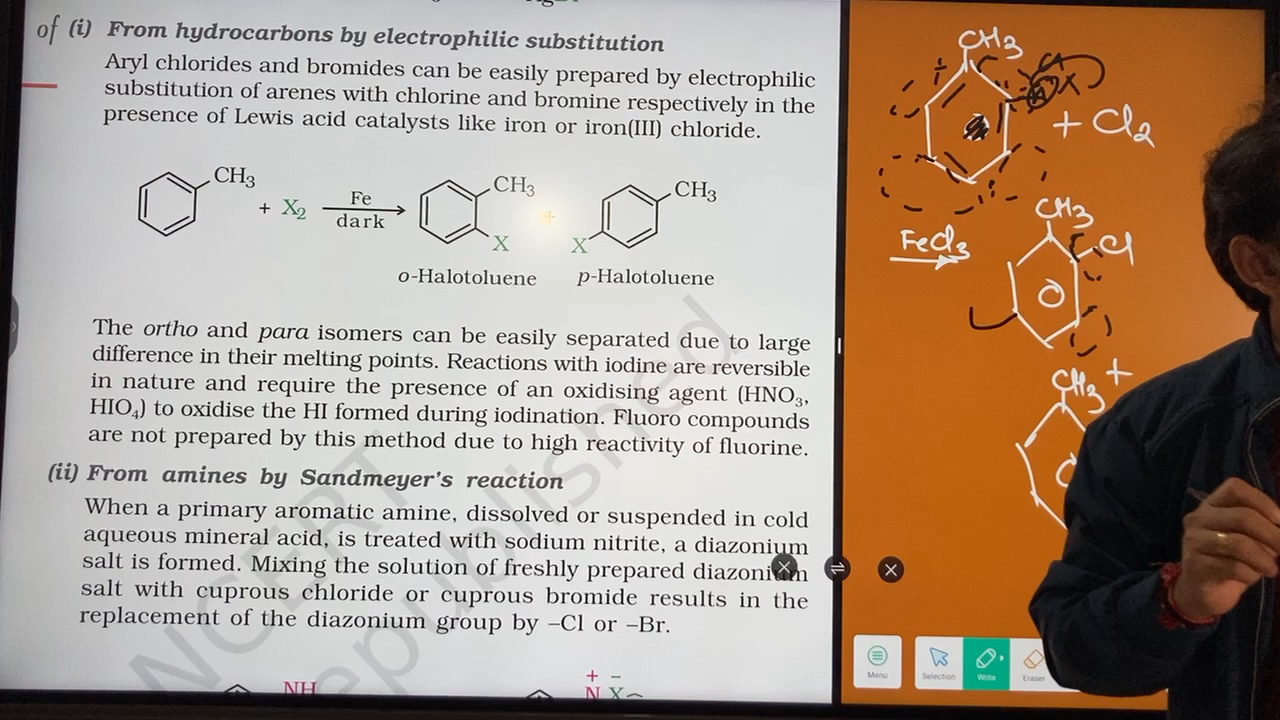 of (i) From hydrocarbons by electrophilic substitution
Aryl chlorides and bromides can be easily prepared by electrophilic
substitution of arenes with chlorine and bromine respectively in the
presence of Lewis acid catalysts like iron or iron(III) chloride.
CH₃ + X₂ Fe dark CH₃ X + CH₃ X
o-Halotoluene p-Halotoluene
The ortho and para isomers can be easily separated due to large
difference in their melting points. Reactions with iodine are reversible
in nature and require the presence of an oxidising agent (HNO₃,
HIO₄) to oxidise the HI formed during iodination. Fluoro compounds
are not prepared by this method due to high reactivity of fluorine.
(ii) From amines by Sandmeyer's reaction
When a primary aromatic amine, dissolved or suspended in cold
aqueous mineral acid, is treated with sodium nitrite, a diazonium
salt is formed. Mixing the solution of freshly prepared diazonium
salt with cuprous chloride or cuprous bromide results in the
replacement of the diazonium group by –Cl or –Br.
NH
+ –
N X
NCERT
republished
CH3
+ Cl2
FeCl3
CH3
Cl
+
CH3
Menu
Selection
Write
Eraser